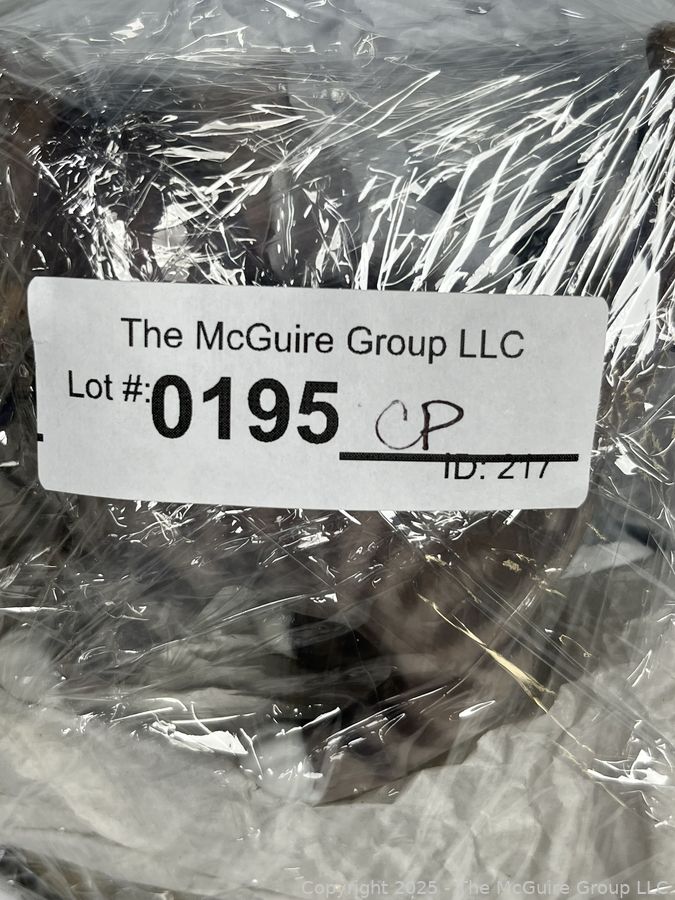 The McGuire Group LLC
Lot #: 0195 CP
ID: 217
Copyright 2025 - The McGuire Group LLC